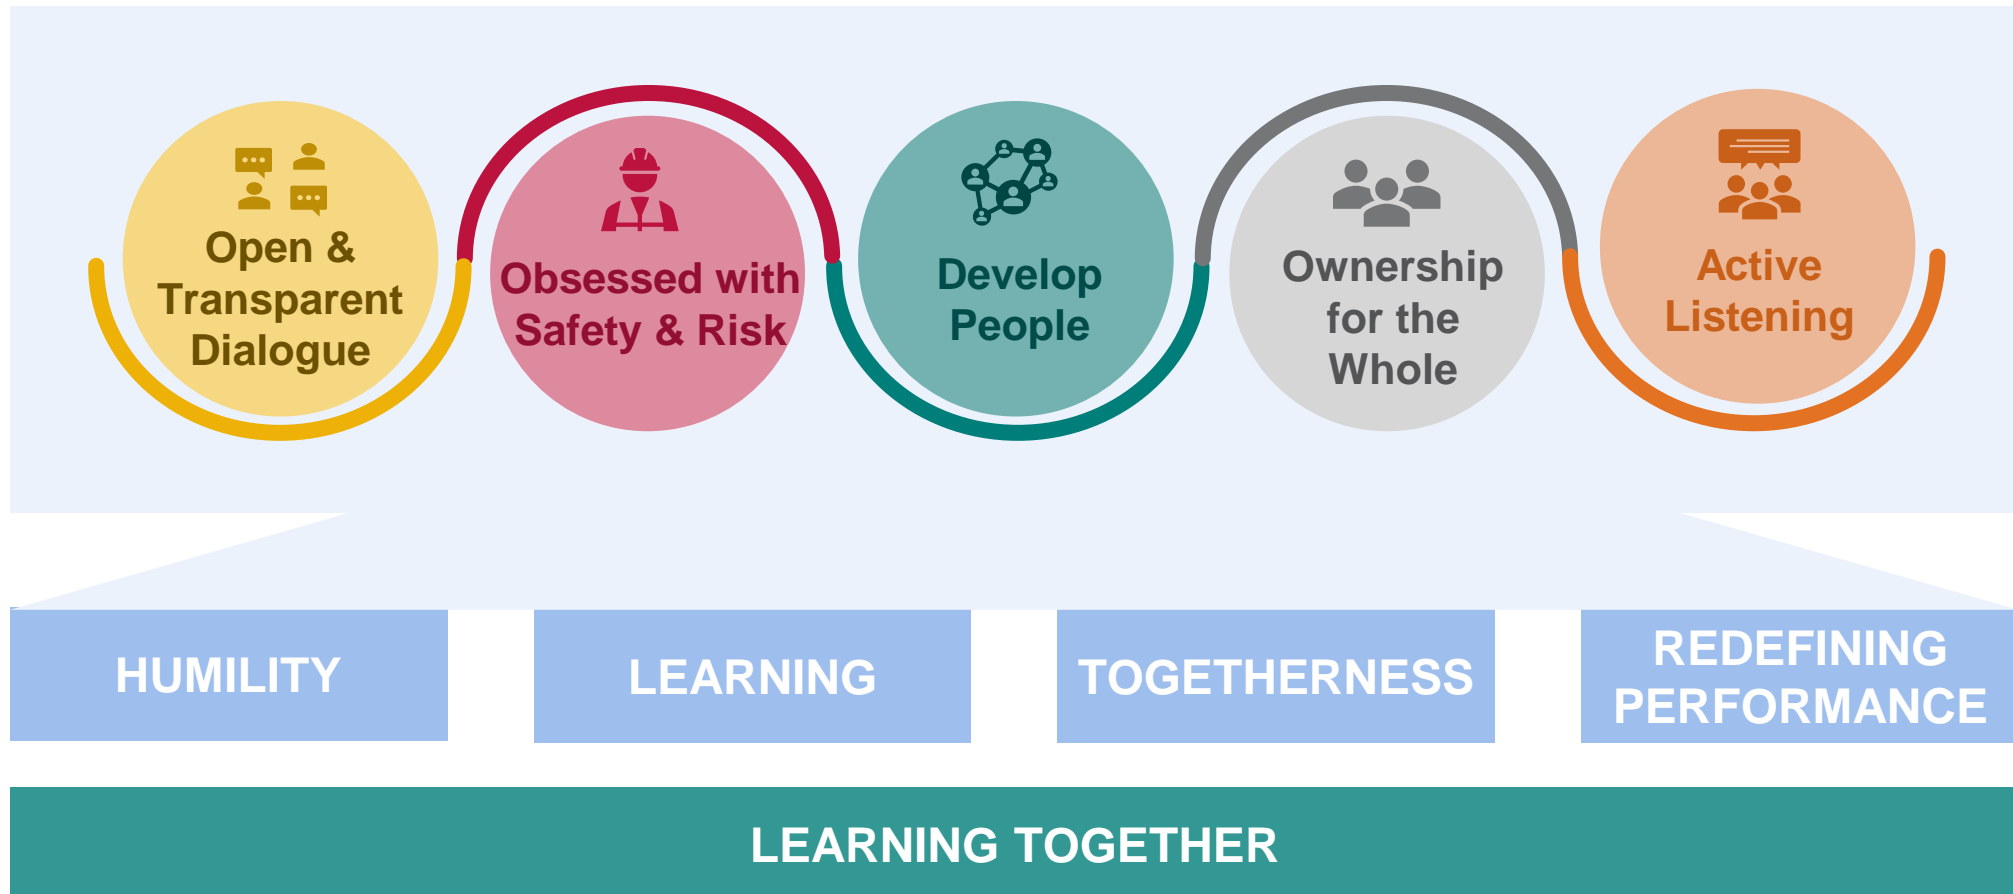 Open &
Transparent
Dialogue
Obsessed with
Safety & Risk
Develop
People
Ownership
for the
Whole
Active
Listening
HUMILITY
LEARNING
TOGETHERNESS
REDEFINING
PERFORMANCE
LEARNING TOGETHER